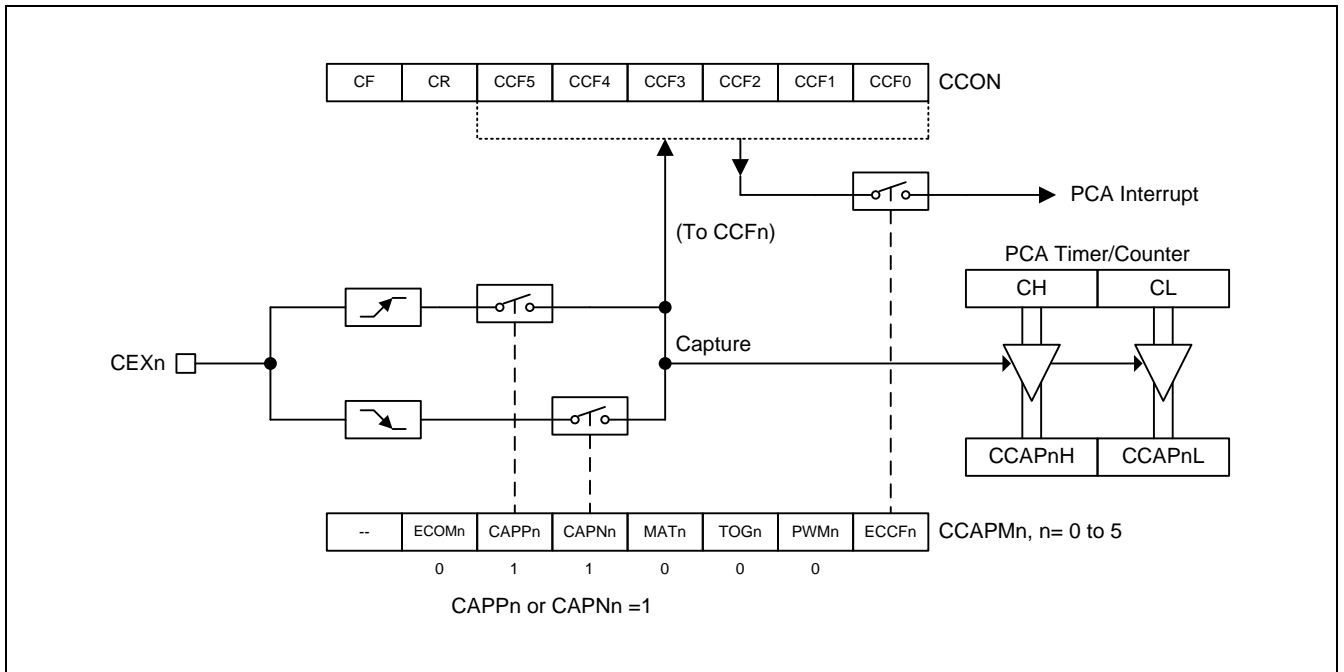 CF CR CCF5 CCF4 CCF3 CCF2 CCF1 CCF0 CCON
PCA Interrupt
(To CCFn)
PCA Timer/Counter
CH CL
CEXn
Capture
CCAPnH CCAPnL
-- ECOMn CAPPn CAPNn MATn TOGn PWMn ECCFn CCAPMn, n= 0 to 5
0 1 1 0 0 0
CAPPn or CAPNn =1